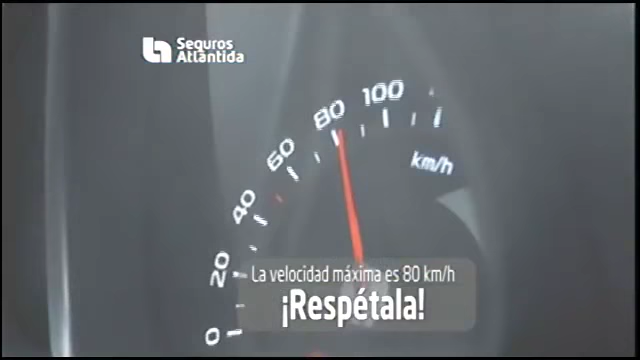 Seguros
Atlántida
100
80
60
km/h
40
20
0
La velocidad máxima es 80 km/h
¡Respétala!